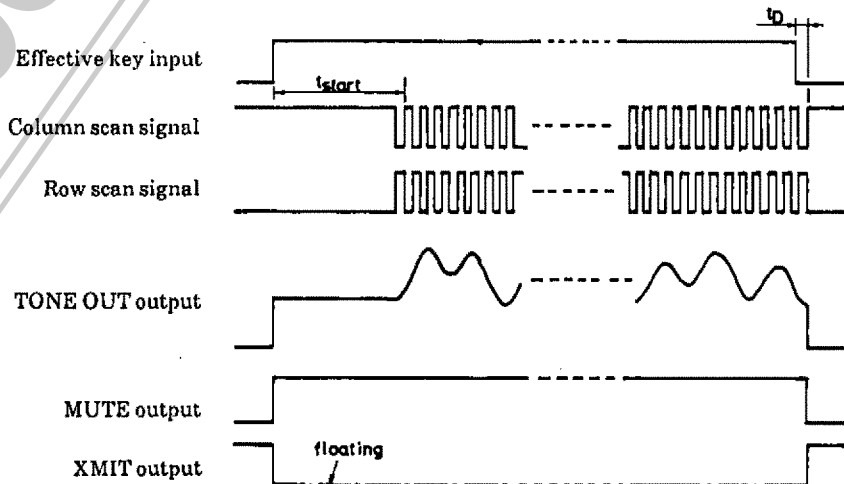 tD
Effective key input
tstart
Column scan signal
Row scan signal
TONE OUT output
MUTE output
floating
XMIT output